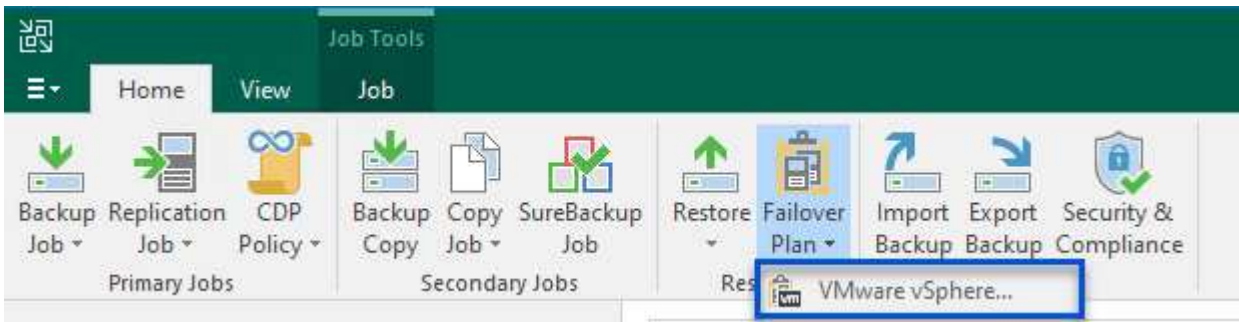 Job Tools
Home View Job
Backup Replication CDP Backup Copy SureBackup Restore Failover Import Export Security &
Job Job Policy Copy Job Job Plan Backup Backup Compliance
Primary Jobs Secondary Jobs Res
vm VMware vSphere...